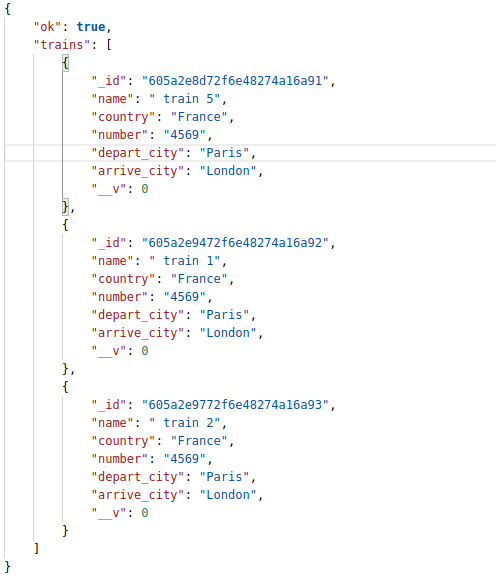 {
    "ok": true,
    "trains": [
        {
            "_id": "605a2e8d72f6e48274a16a91",
            "name": " train 5",
            "country": "France",
            "number": "4569",
            "depart_city": "Paris",
            "arrive_city": "London",
            "__v": 0
        },
        {
            "_id": "605a2e9472f6e48274a16a92",
            "name": " train 1",
            "country": "France",
            "number": "4569",
            "depart_city": "Paris",
            "arrive_city": "London",
            "__v": 0
        },
        {
            "_id": "605a2e9772f6e48274a16a93",
            "name": " train 2",
            "country": "France",
            "number": "4569",
            "depart_city": "Paris",
            "arrive_city": "London",
            "__v": 0
        }
    ]
}